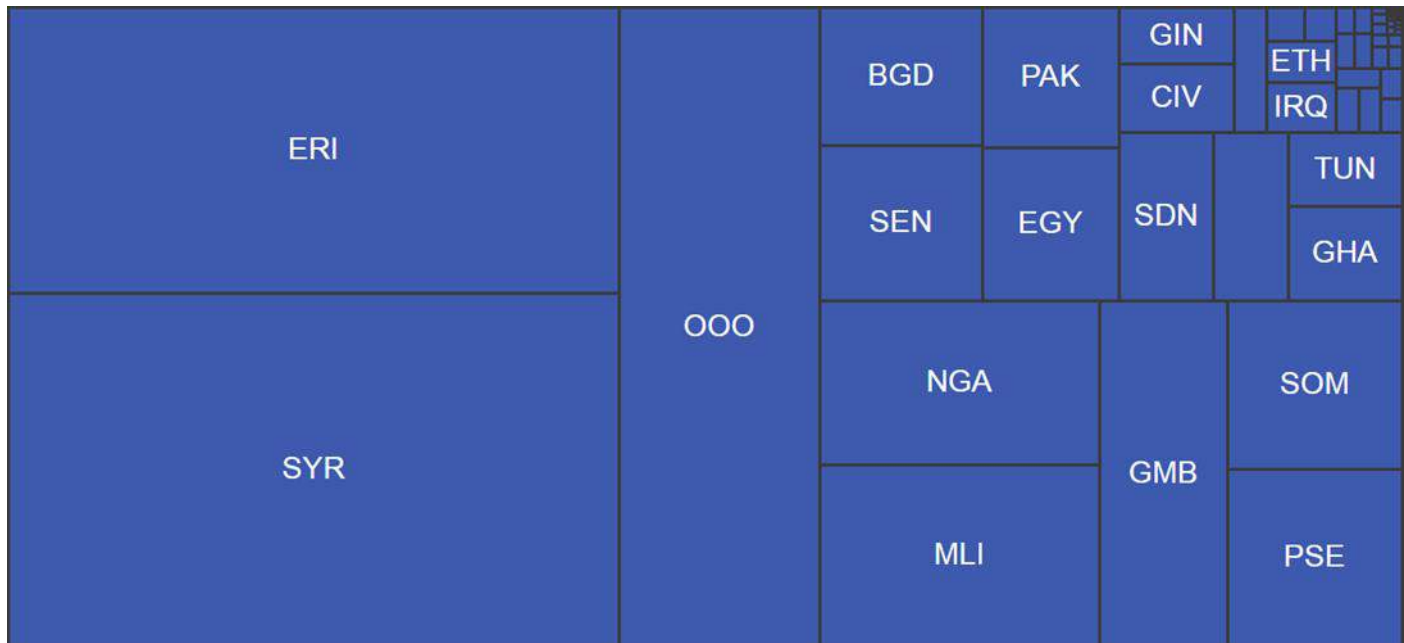 ERI
SYR
OOO
BGD
PAK
SEN
EGY
GIN
CIV
ETH
IRQ
SDN
TUN
GHA
NGA
MLI
GMB
SOM
PSE